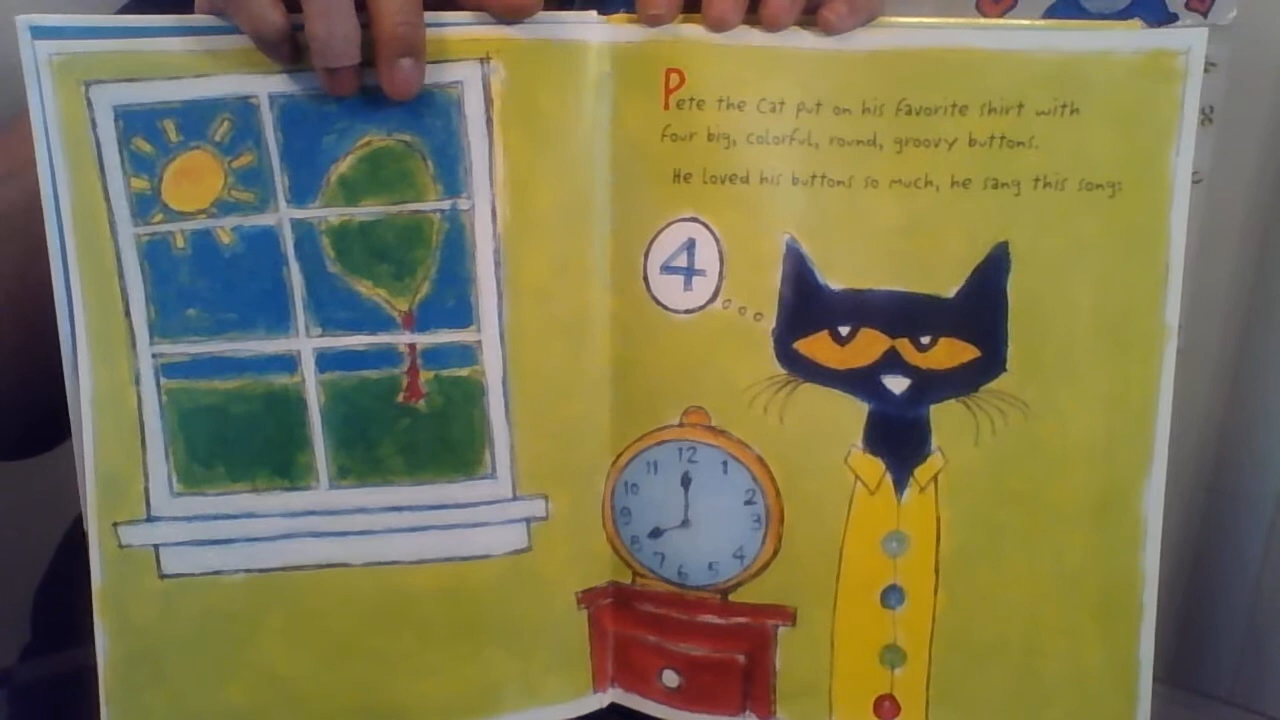 Pete the Cat put on his favorite shirt with
four big, colorful, round, groovy buttons.
He loved his buttons so much, he sang this song:
4
12
11 1
10 2
9 3
8 4
7 6 5